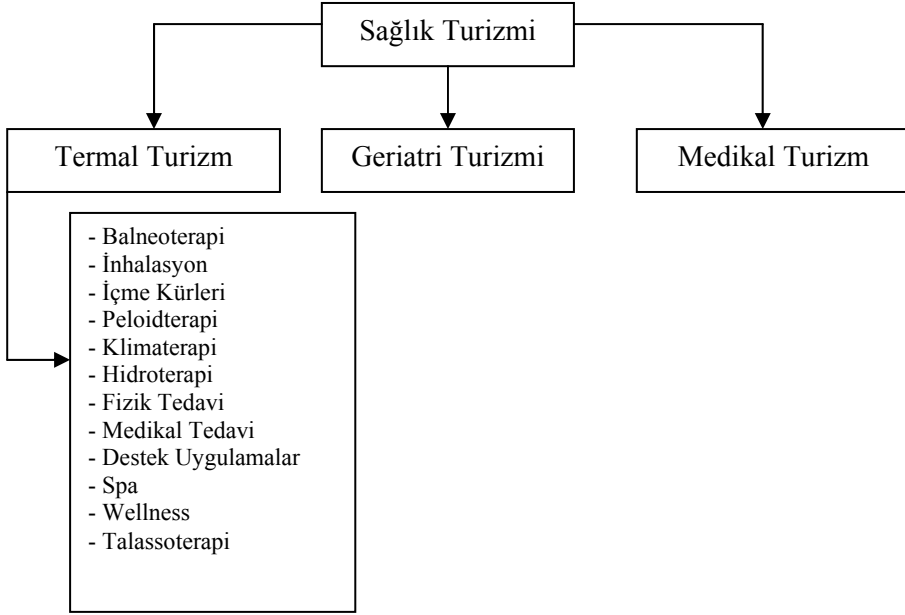 Sağlık Turizmi
Termal Turizm
Geriatri Turizmi
Medikal Turizm
- Balneoterapi
- İnhalasyon
- İçme Kürleri
- Peloidterapi
- Klimaterapi
- Hidroterapi
- Fizik Tedavi
- Medikal Tedavi
- Destek Uygulamalar
- Spa
- Wellness
- Talassoterapi